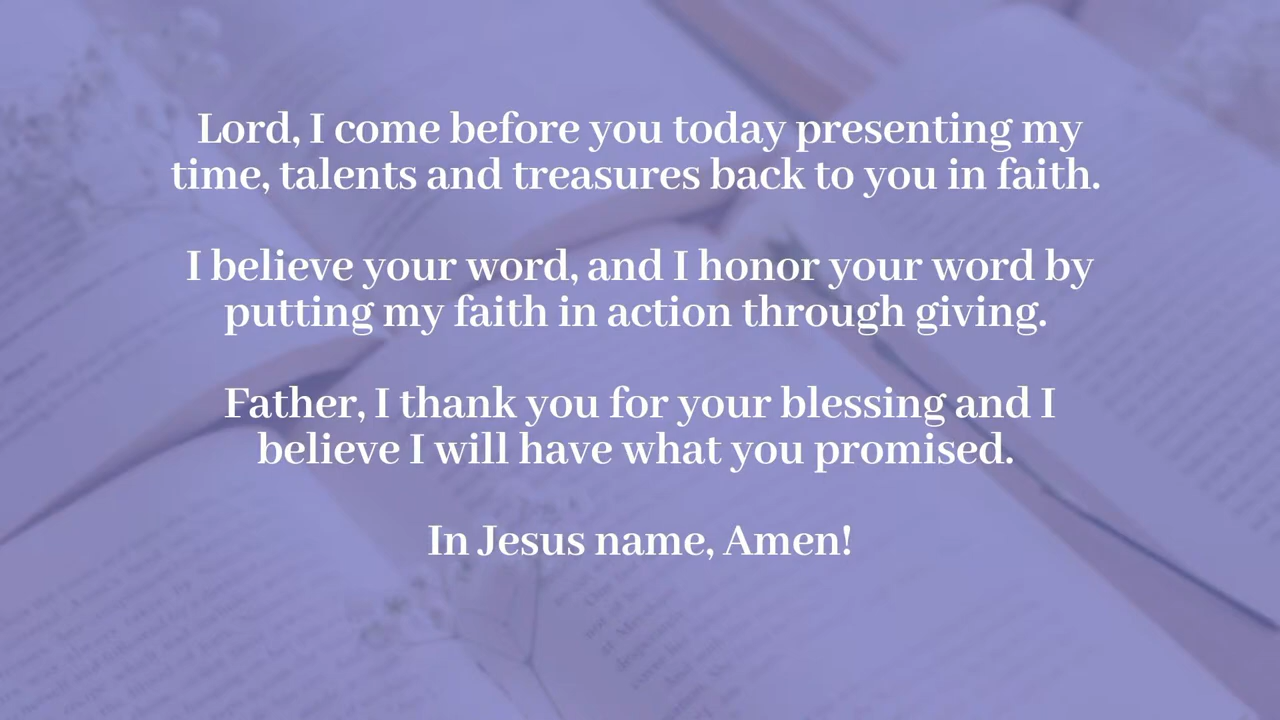 Lord, I come before you today presenting my
time, talents and treasures back to you in faith.
I believe your word, and I honor your word by
putting my faith in action through giving.
Father, I thank you for your blessing and I
believe I will have what you promised.
In Jesus name, Amen!